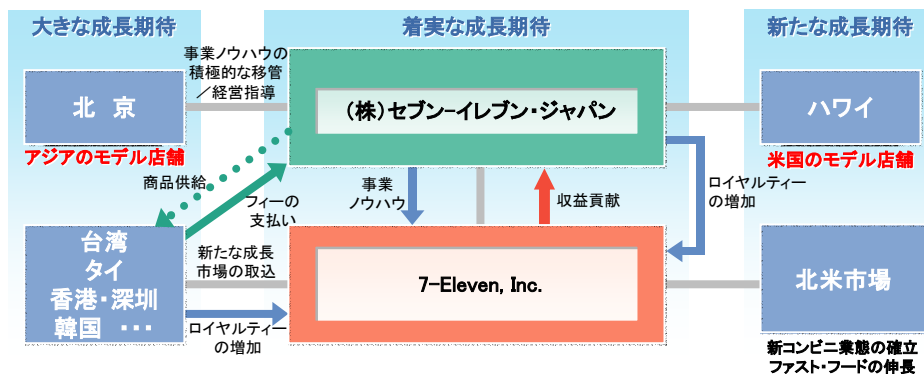 大きな成長期待
着実な成長期待
新たな成長期待
北 京
アジアのモデル店舗
事業ノウハウの
積極的な移管
／経営指導
(株)セブン-イレブン・ジャパン
ハワイ
米国のモデル店舗
商品供給
フィーの
支払い
事業
ノウハウ
収益貢献
ロイヤルティー
の増加
台湾
タイ
香港・深圳
韓国 ・・・
新たな成長
市場の取込
7-Eleven, Inc.
北米市場
ロイヤルティー
の増加
新コンビニ業態の確立
ファスト・フードの伸長